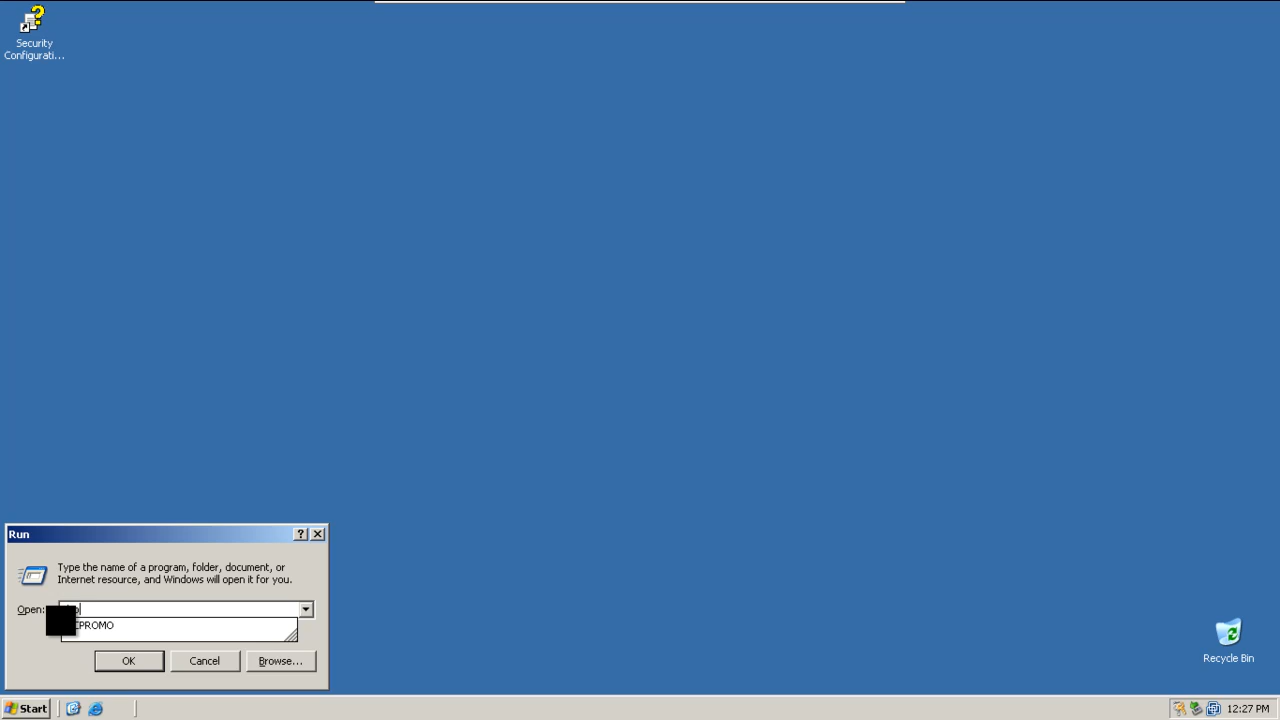 Security
Configurati...
Run
Type the name of a program, folder, document, or
Internet resource, and Windows will open it for you.
Open:
OK
Cancel
Browse...
Recycle Bin
Start
12:27 PM